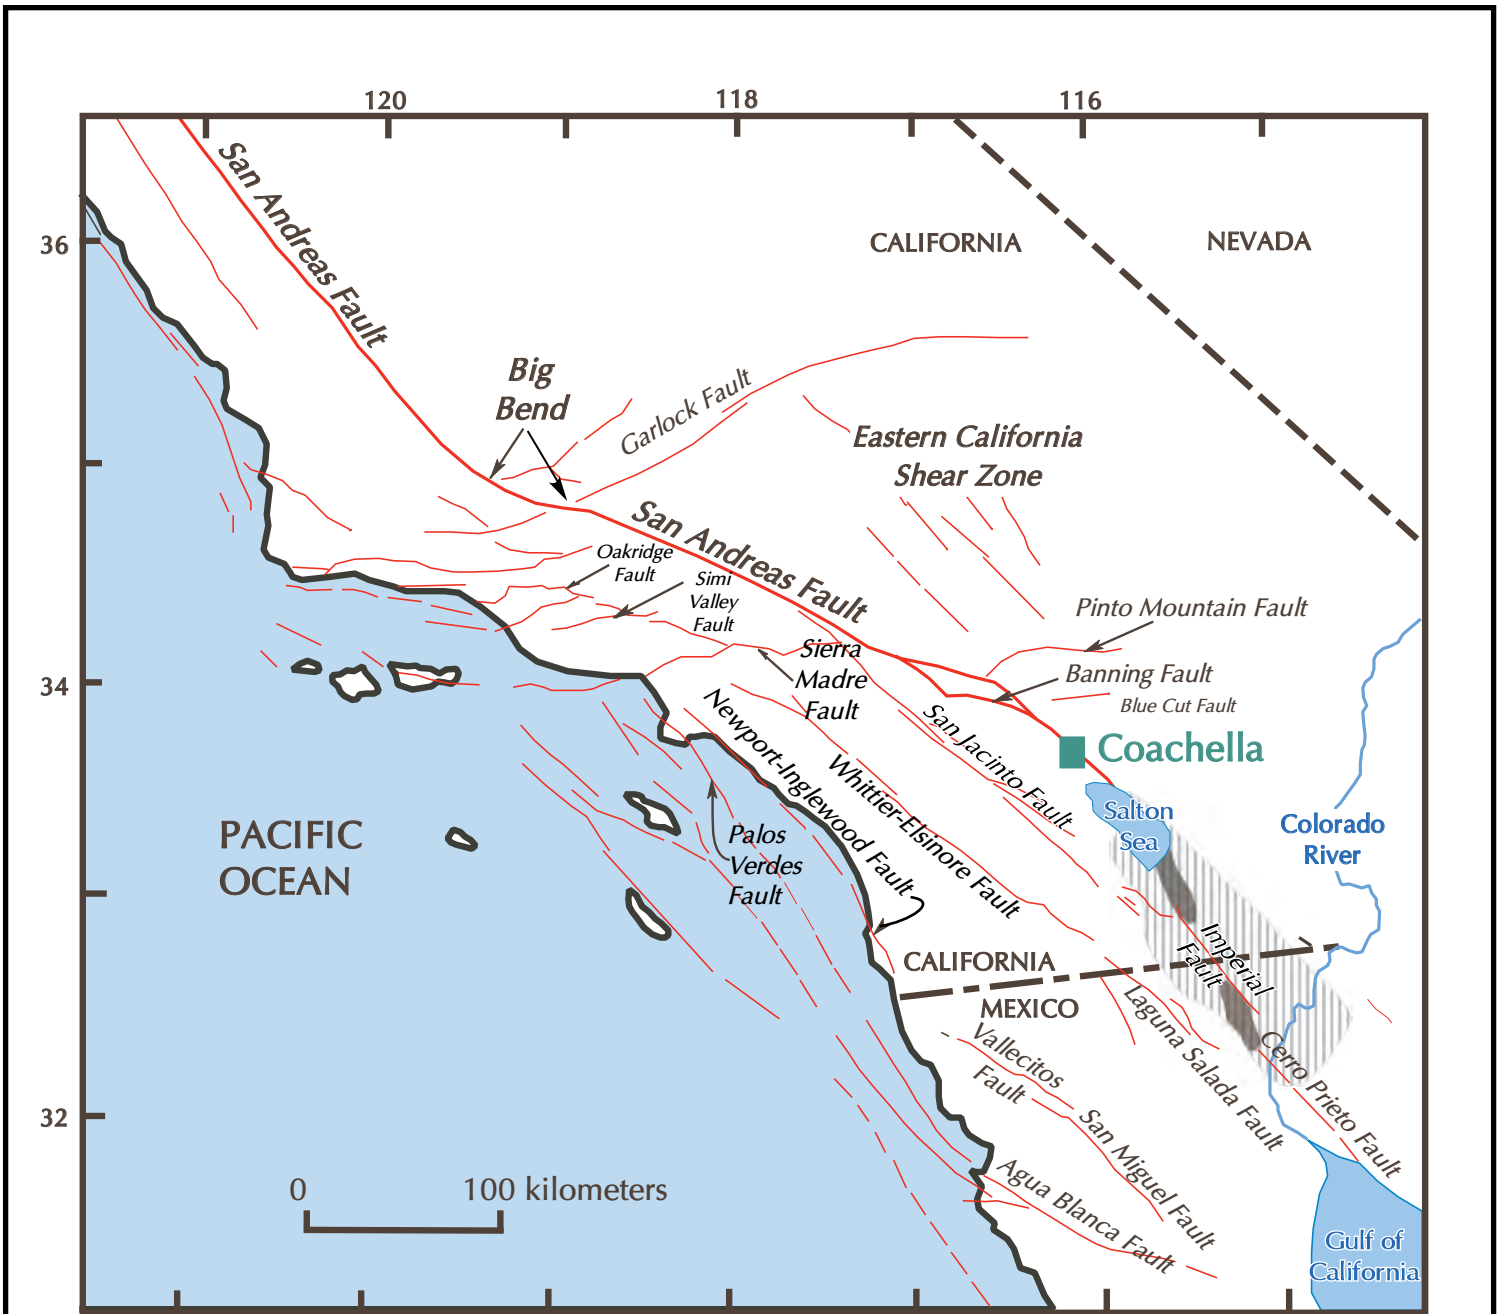 120
118
116
36
34
32
San Andreas Fault
CALIFORNIA
NEVADA
Big
Bend
Garlock Fault
Eastern California
Shear Zone
San Andreas Fault
Oakridge
Fault
Simi
Valley
Fault
Pinto Mountain Fault
Sierra
Madre
Fault
Banning Fault
Blue Cut Fault
Newport-Inglewood Fault
San Jacinto Fault
Coachella
Whittier-Elsinore Fault
Salton
Sea
Colorado
River
PACIFIC
OCEAN
Palos
Verdes
Fault
Imperial
Fault
CALIFORNIA
MEXICO
Laguna Salada Fault
Vallecitos
Fault
Cerro Prieto Fault
San Miguel Fault
Agua Blanca Fault
0
100 kilometers
Gulf of
California